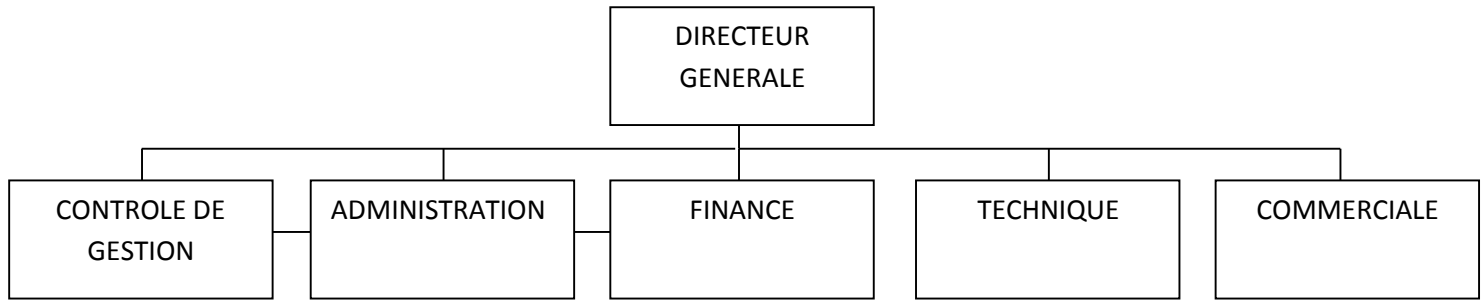 DIRECTEUR
GENERALE
CONTROLE DE
GESTION
ADMINISTRATION
FINANCE
TECHNIQUE
COMMERCIALE